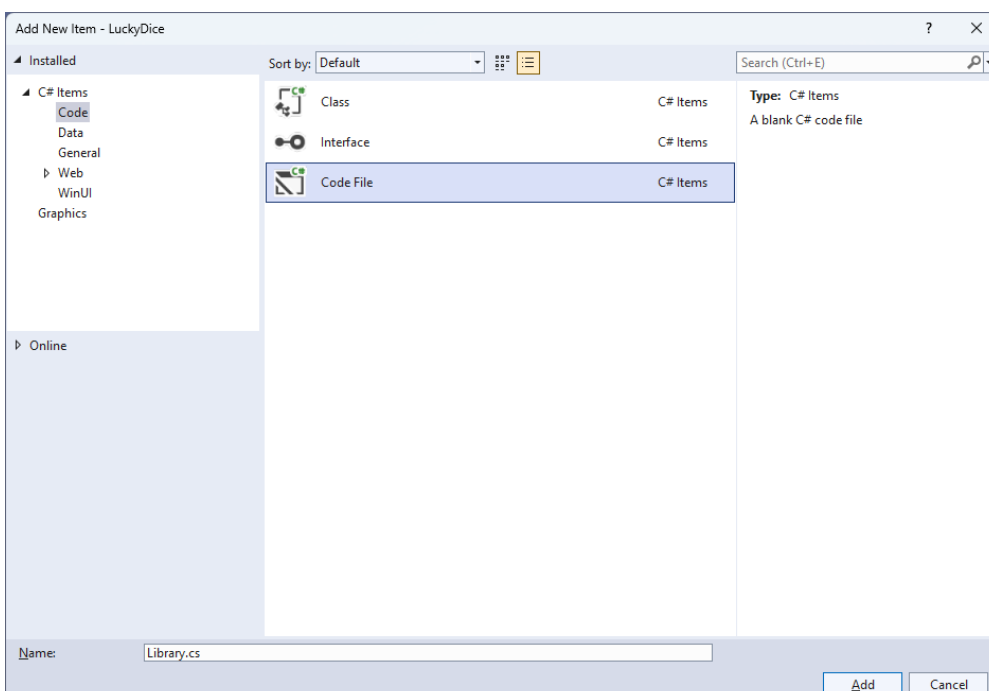 Add New Item - LuckyDice
?
Installed
Sort by: Default
Search (Ctrl+E)
C# Items
Code
Data
General
Web
WinUI
Graphics
Online
Class C# Items
Interface C# Items
Code File C# Items
Type: C# Items
A blank C# code file
Name: Library.cs
Add Cancel